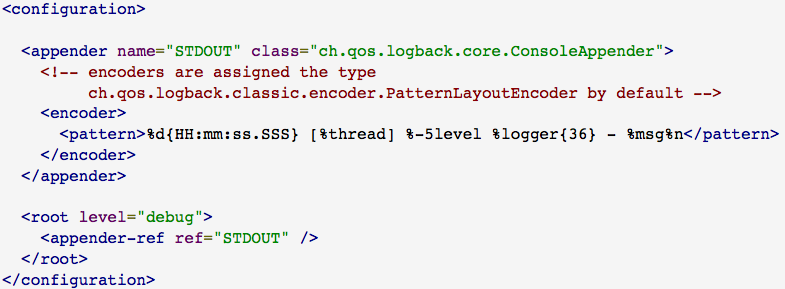 <configuration>
<appender name="STDOUT" class="ch.qos.logback.core.ConsoleAppender">
<!-- encoders are assigned the type
ch.qos.logback.classic.encoder.PatternLayoutEncoder by default -->
<encoder>
<pattern>%d{HH:mm:ss.SSS} [%thread] %-5level %logger{36} - %msg%n</pattern>
</encoder>
</appender>
<root level="debug">
<appender-ref ref="STDOUT" />
</root>
</configuration>